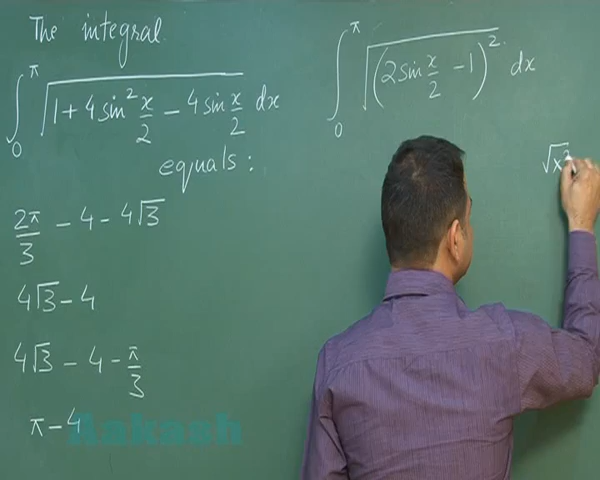 The integral
∫₀^π √(1 + 4 sin² x/2 − 4 sin x/2) dx
equals :
2π/3 − 4 − 4√3
4√3 − 4
4√3 − 4 − π/3
π − 4
Aakash
∫₀^π √((2 sin x/2 − 1)²) dx
√x²